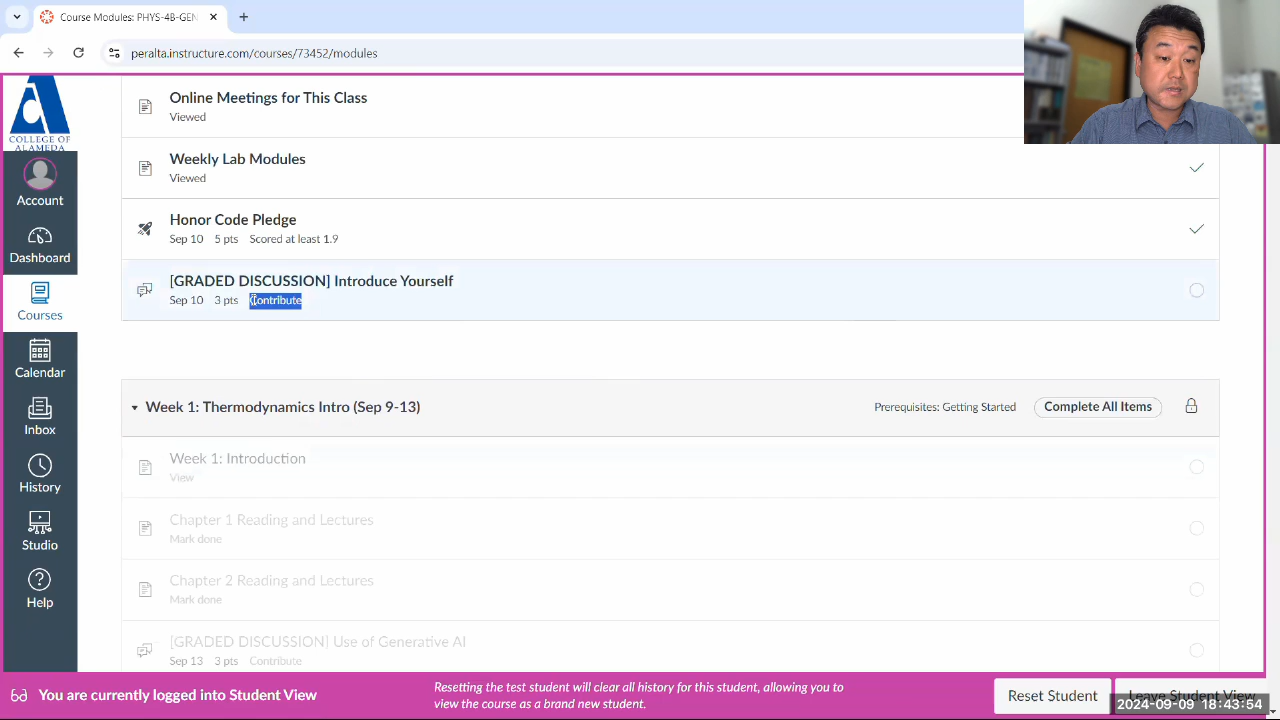 Course Modules: PHYS-4B-GEN
peralta.instructure.com/courses/73452/modules
COLLEGE OF
ALAMEDA
Account
Dashboard
Courses
Calendar
Inbox
History
Studio
Help
Online Meetings for This Class
Viewed
Weekly Lab Modules
Viewed
Honor Code Pledge
Sep 10 5 pts Scored at least 1.9
[GRADED DISCUSSION] Introduce Yourself
Sep 10 3 pts Contribute
Week 1: Thermodynamics Intro (Sep 9-13)
Prerequisites: Getting Started
Complete All Items
Week 1: Introduction
View
Chapter 1 Reading and Lectures
Mark done
Chapter 2 Reading and Lectures
Mark done
[GRADED DISCUSSION] Use of Generative AI
Sep 13 3 pts Contribute
You are currently logged into Student View
Resetting the test student will clear all history for this student, allowing you to
view the course as a brand new student.
Reset Student
Leave Student View
2024-09-09 18:43:54